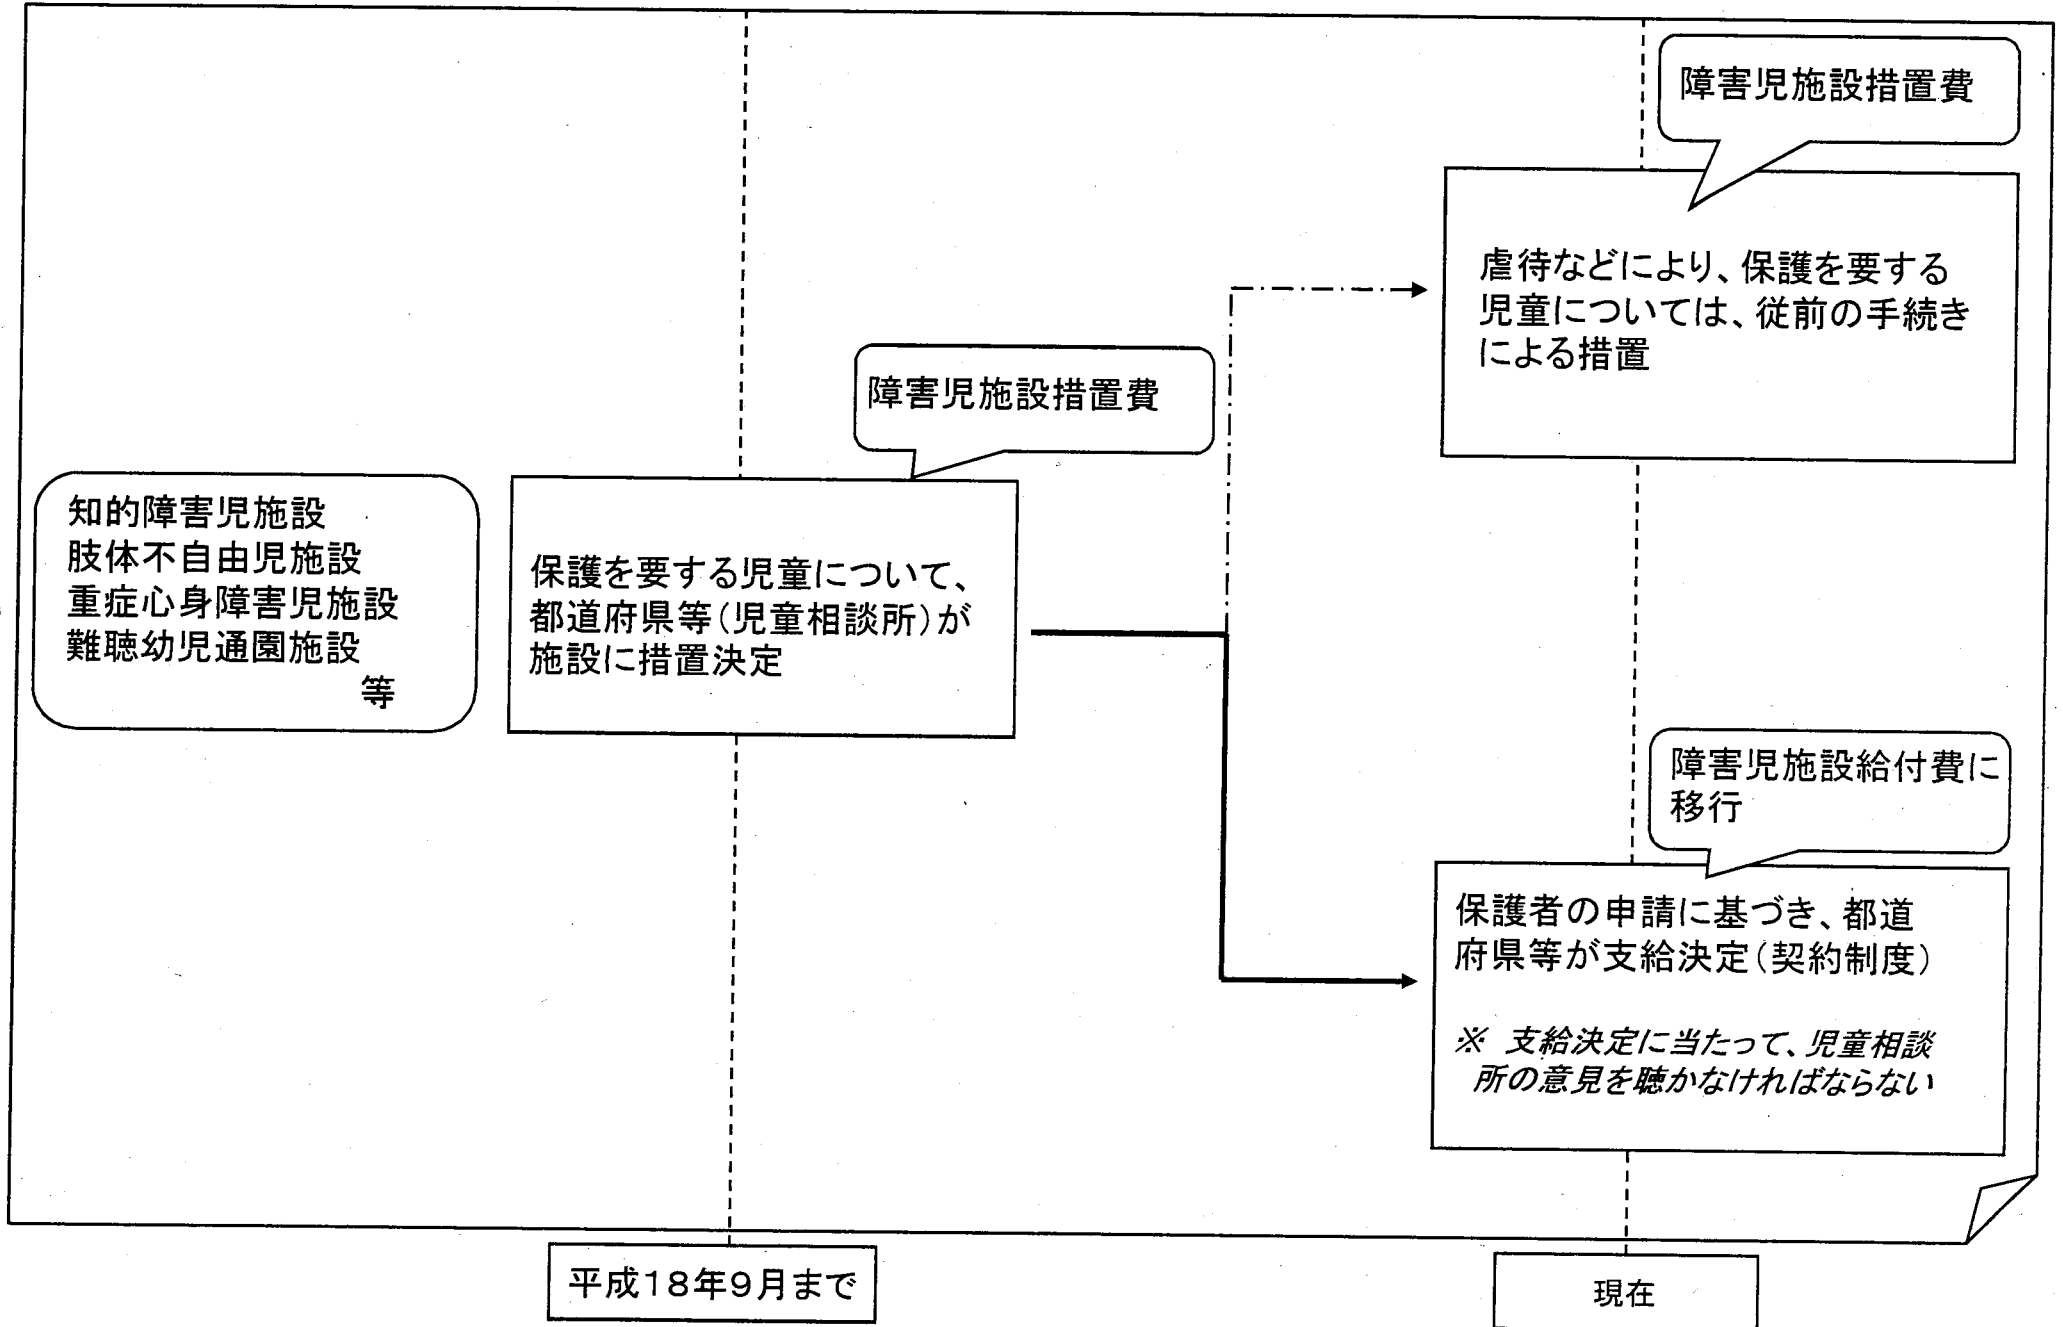 障害児施設措置費
虐待などにより、保護を要する
児童については、従前の手続き
による措置
障害児施設措置費
知的障害児施設
肢体不自由児施設
重症心身障害児施設
難聴幼児通園施設
等
保護を要する児童について、
都道府県等(児童相談所)が
施設に措置決定
障害児施設給付費に
移行
保護者の申請に基づき、都道
府県等が支給決定(契約制度)
※ 支給決定に当たって、児童相談
所の意見を聴かなければならない
平成18年9月まで
現在